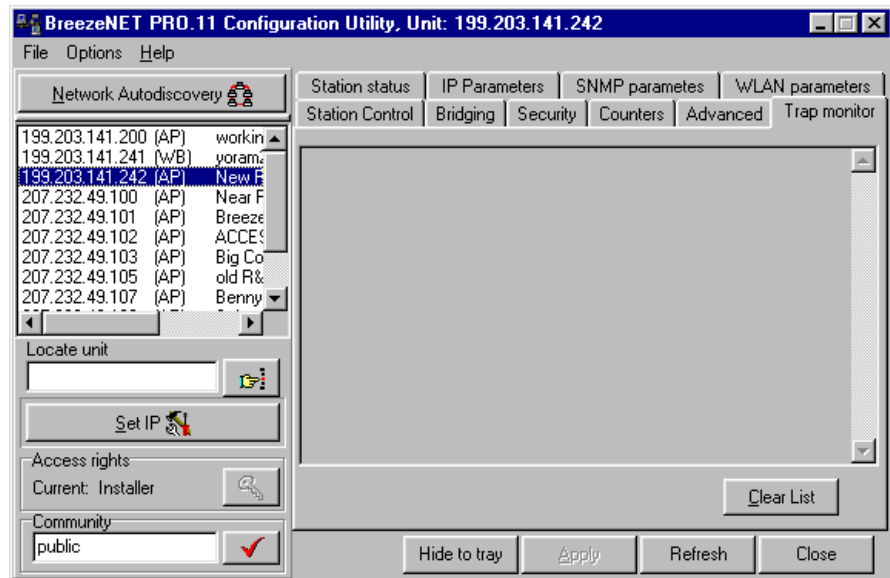 BreezeNET PRO.11 Configuration Utility, Unit: 199.203.141.242
File Options Help
Network Autodiscovery
199.203.141.200 (AP) workin
199.203.141.241 (WB) yorama
199.203.141.242 (AP) New F
207.232.49.100 (AP) Near F
207.232.49.101 (AP) Breeze
207.232.49.102 (AP) ACCES
207.232.49.103 (AP) Big Co
207.232.49.105 (AP) old R&
207.232.49.107 (AP) Benny
Locate unit
Set IP
Access rights
Current: Installer
Community
public
Station status IP Parameters SNMP parametes WLAN parameters
Station Control Bridging Security Counters Advanced Trap monitor
Clear List
Hide to tray Apply Refresh Close